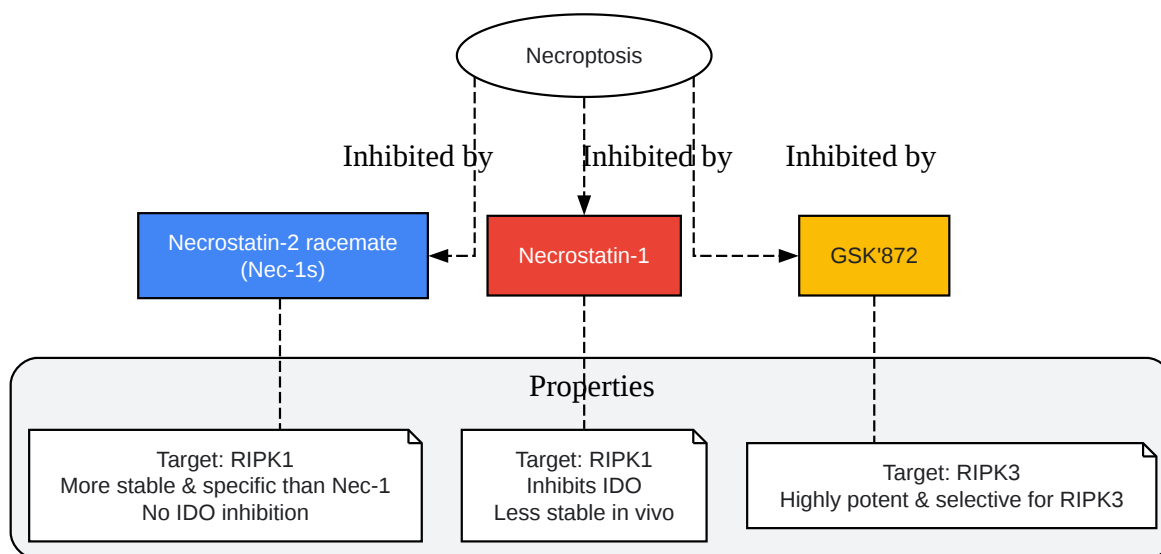 Necroptosis
Inhibited by
Inhibited by
Inhibited by
Necrostatin-2 racemate
(Nec-1s)
Necrostatin-1
GSK'872
Properties
Target: RIPK1
More stable & specific than Nec-1
No IDO inhibition
Target: RIPK1
Inhibits IDO
Less stable in vivo
Target: RIPK3
Highly potent & selective for RIPK3